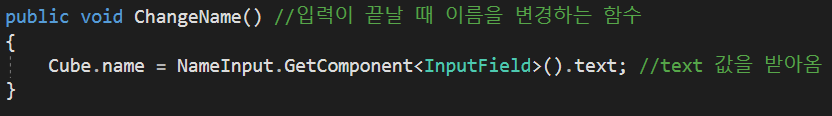 public void ChangeName() //입력이 끝날 때 이름을 변경하는 함수
{
    Cube.name = NameInput.GetComponent<InputField>().text; //text 값을 받아옴
}